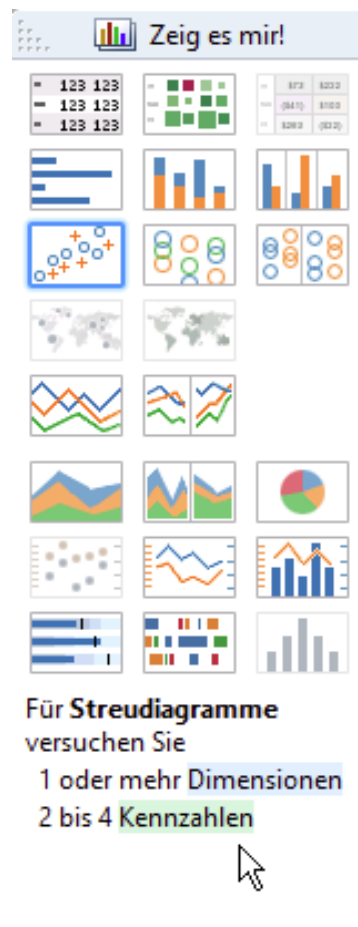 Zeig es mir!
123 123
123 123
123 123
Für Streudiagramme
versuchen Sie
1 oder mehr Dimensionen
2 bis 4 Kennzahlen